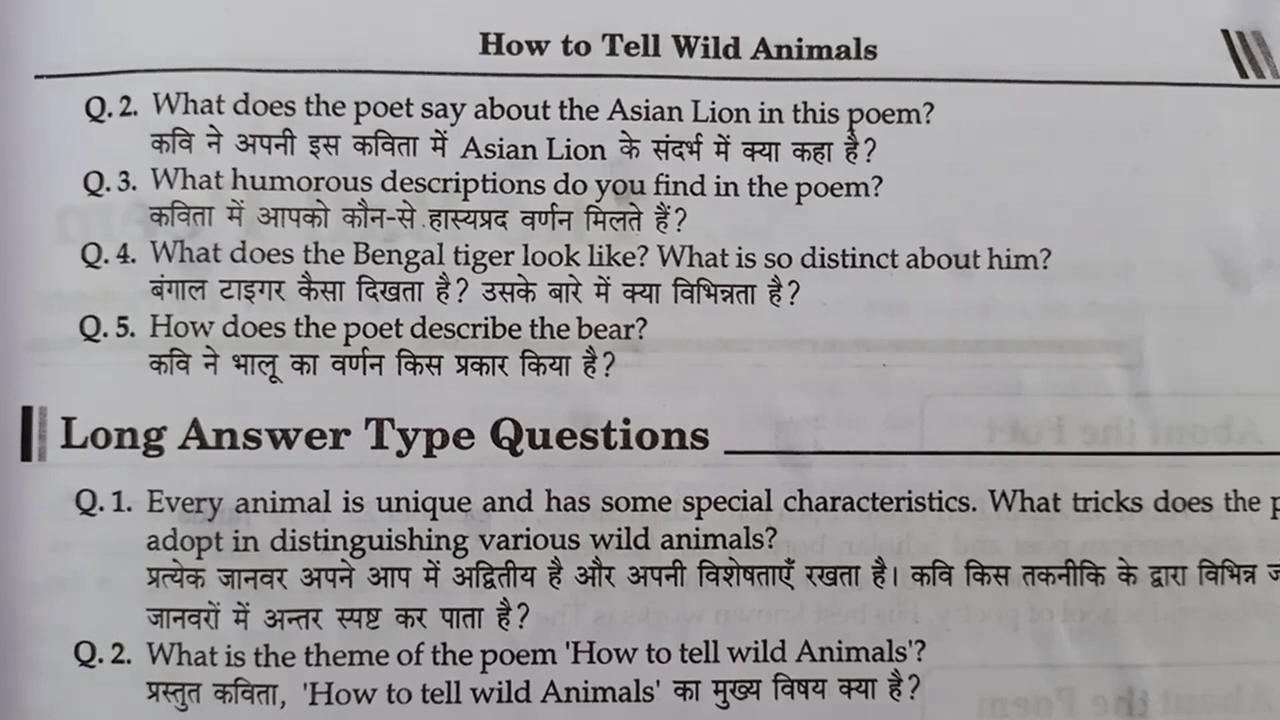 How to Tell Wild Animals
Q. 2. What does the poet say about the Asian Lion in this poem?
कवि ने अपनी इस कविता में Asian Lion के संदर्भ में क्या कहा है?
Q. 3. What humorous descriptions do you find in the poem?
कविता में आपको कौन-से हास्यप्रद वर्णन मिलते हैं?
Q. 4. What does the Bengal tiger look like? What is so distinct about him?
बंगाल टाइगर कैसा दिखता है? उसके बारे में क्या विभिन्नता है?
Q. 5. How does the poet describe the bear?
कवि ने भालू का वर्णन किस प्रकार किया है?
Long Answer Type Questions
Q. 1. Every animal is unique and has some special characteristics. What tricks does the
adopt in distinguishing various wild animals?
प्रत्येक जानवर अपने आप में अद्वितीय है और अपनी विशेषताएँ रखता है। कवि किस तकनीकि के द्वारा विभिन्न
जानवरों में अन्तर स्पष्ट कर पाता है?
Q. 2. What is the theme of the poem 'How to tell wild Animals'?
प्रस्तुत कविता, 'How to tell wild Animals' का मुख्य विषय क्या है?